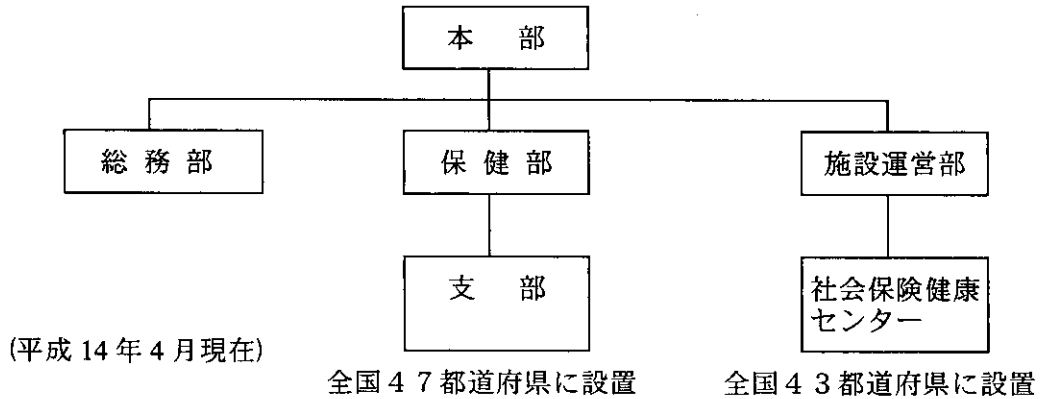 本 部
総 務 部
保 健 部
施設運営部
支 部
社会保険健康
センター
(平成 14 年 4 月現在)
全国 4 7 都道府県に設置
全国 4 3 都道府県に設置